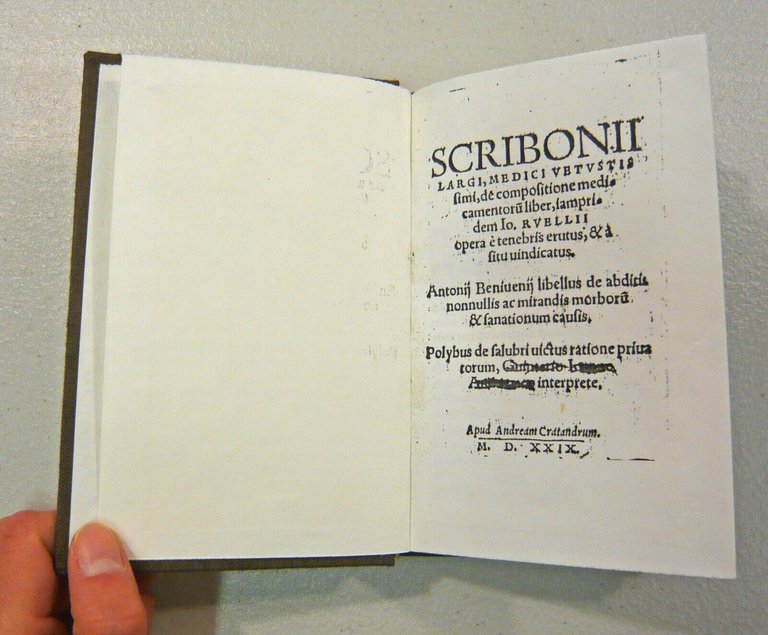 SCRIBONII
LARGI, MEDICI VETVSTIS
simi, de compositione medi-
camentorũ liber, iampri-
dem Io. RVELLII
opera è tenebris erutus, & à
situ uindicatus.
Antonij Beniuenij libellus de abditis
nonnullis ac mirandis morborũ
& sanationum causis.
Polybus de salubri uictus ratione priua
torum, interprete.
Apud Andream Cratandrum.
M. D. XXIX.